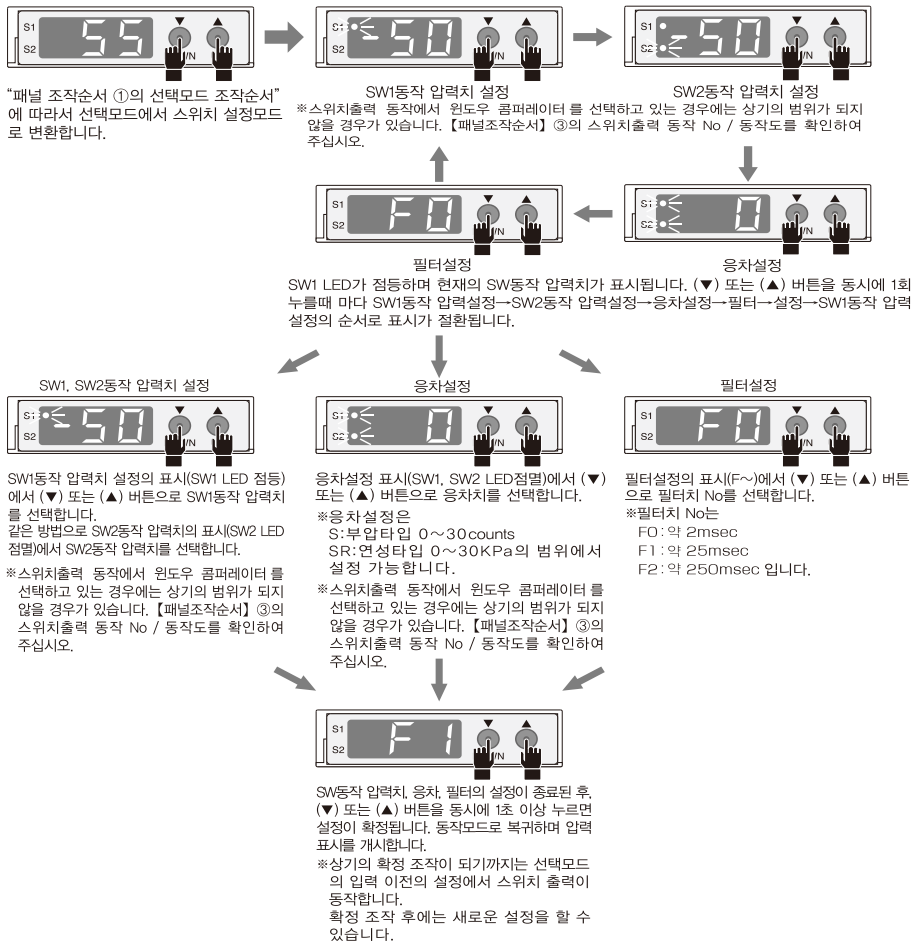 S1
S2
SS
▼ ▲
/N
S1
S2
-50
▼ ▲
/N
S1
S2
-50
▼ ▲
/N
“패널 조작순서 ①의 선택모드 조작순서”
에 따라서 선택모드에서 스위치 설정모드
로 변환합니다.
SW1동작 압력치 설정
SW2동작 압력치 설정
※스위치출력 동작에서 윈도우 콤퍼레이터를 선택하고 있는 경우에는 상기의 범위가 되지
않을 경우가 있습니다. 【패널조작순서】 ③의 스위치출력 동작 No / 동작도를 확인하여
주십시오.
S1
S2
F0
▼ ▲
/N
S1
S2
0
▼ ▲
/N
필터설정
응차설정
SW1 LED가 점등하며 현재의 SW동작 압력치가 표시됩니다. (▼) 또는 (▲) 버튼을 동시에 1회
누를때 마다 SW1동작 압력설정→SW2동작 압력설정→응차설정→필터→설정→SW1동작 압력
설정의 순서로 표시가 절환됩니다.
SW1, SW2동작 압력치 설정
S1
S2
-50
▼ ▲
/N
SW1동작 압력치 설정의 표시(SW1 LED 점등)
에서 (▼) 또는 (▲) 버튼으로 SW1동작 압력치
를 선택합니다.
같은 방법으로 SW2동작 압력치의 표시(SW2 LED
점멸)에서 SW2동작 압력치를 선택합니다.
※스위치출력 동작에서 윈도우 콤퍼레이터를
선택하고 있는 경우에는 상기의 범위가 되지
않을 경우가 있습니다. 【패널조작순서】 ③의
스위치출력 동작 No / 동작도를 확인하여
주십시오.
응차설정
S1
S2
0
▼ ▲
/N
응차설정 표시(SW1, SW2 LED점멸)에서 (▼)
또는 (▲) 버튼으로 응차치를 선택합니다.
※응차설정은
S:부압타입 0～30counts
SR:연성타입 0～30KPa의 범위에서
설정 가능합니다.
※스위치출력 동작에서 윈도우 콤퍼레이터를
선택하고 있는 경우에는 상기의 범위가 되지
않을 경우가 있습니다. 【패널조작순서】 ③의
스위치출력 동작 No / 동작도를 확인하여
주십시오.
필터설정
S1
S2
F0
▼ ▲
/N
필터설정의 표시(F～)에서 (▼) 또는 (▲) 버튼
으로 필터치 No를 선택합니다.
※필터치 No는
F0:약 2msec
F1:약 25msec
F2:약 250msec 입니다.
S1
S2
F1
▼ ▲
/N
SW동작 압력치, 응차, 필터의 설정이 종료된 후,
(▼) 또는 (▲) 버튼을 동시에 1초 이상 누르면
설정이 확정됩니다. 동작모드로 복귀하며 압력
표시를 개시합니다.
※상기의 확정 조작이 되기까지는 선택모드
의 입력 이전의 설정에서 스위치 출력이
동작합니다.
확정 조작 후에는 새로운 설정을 할 수
있습니다.